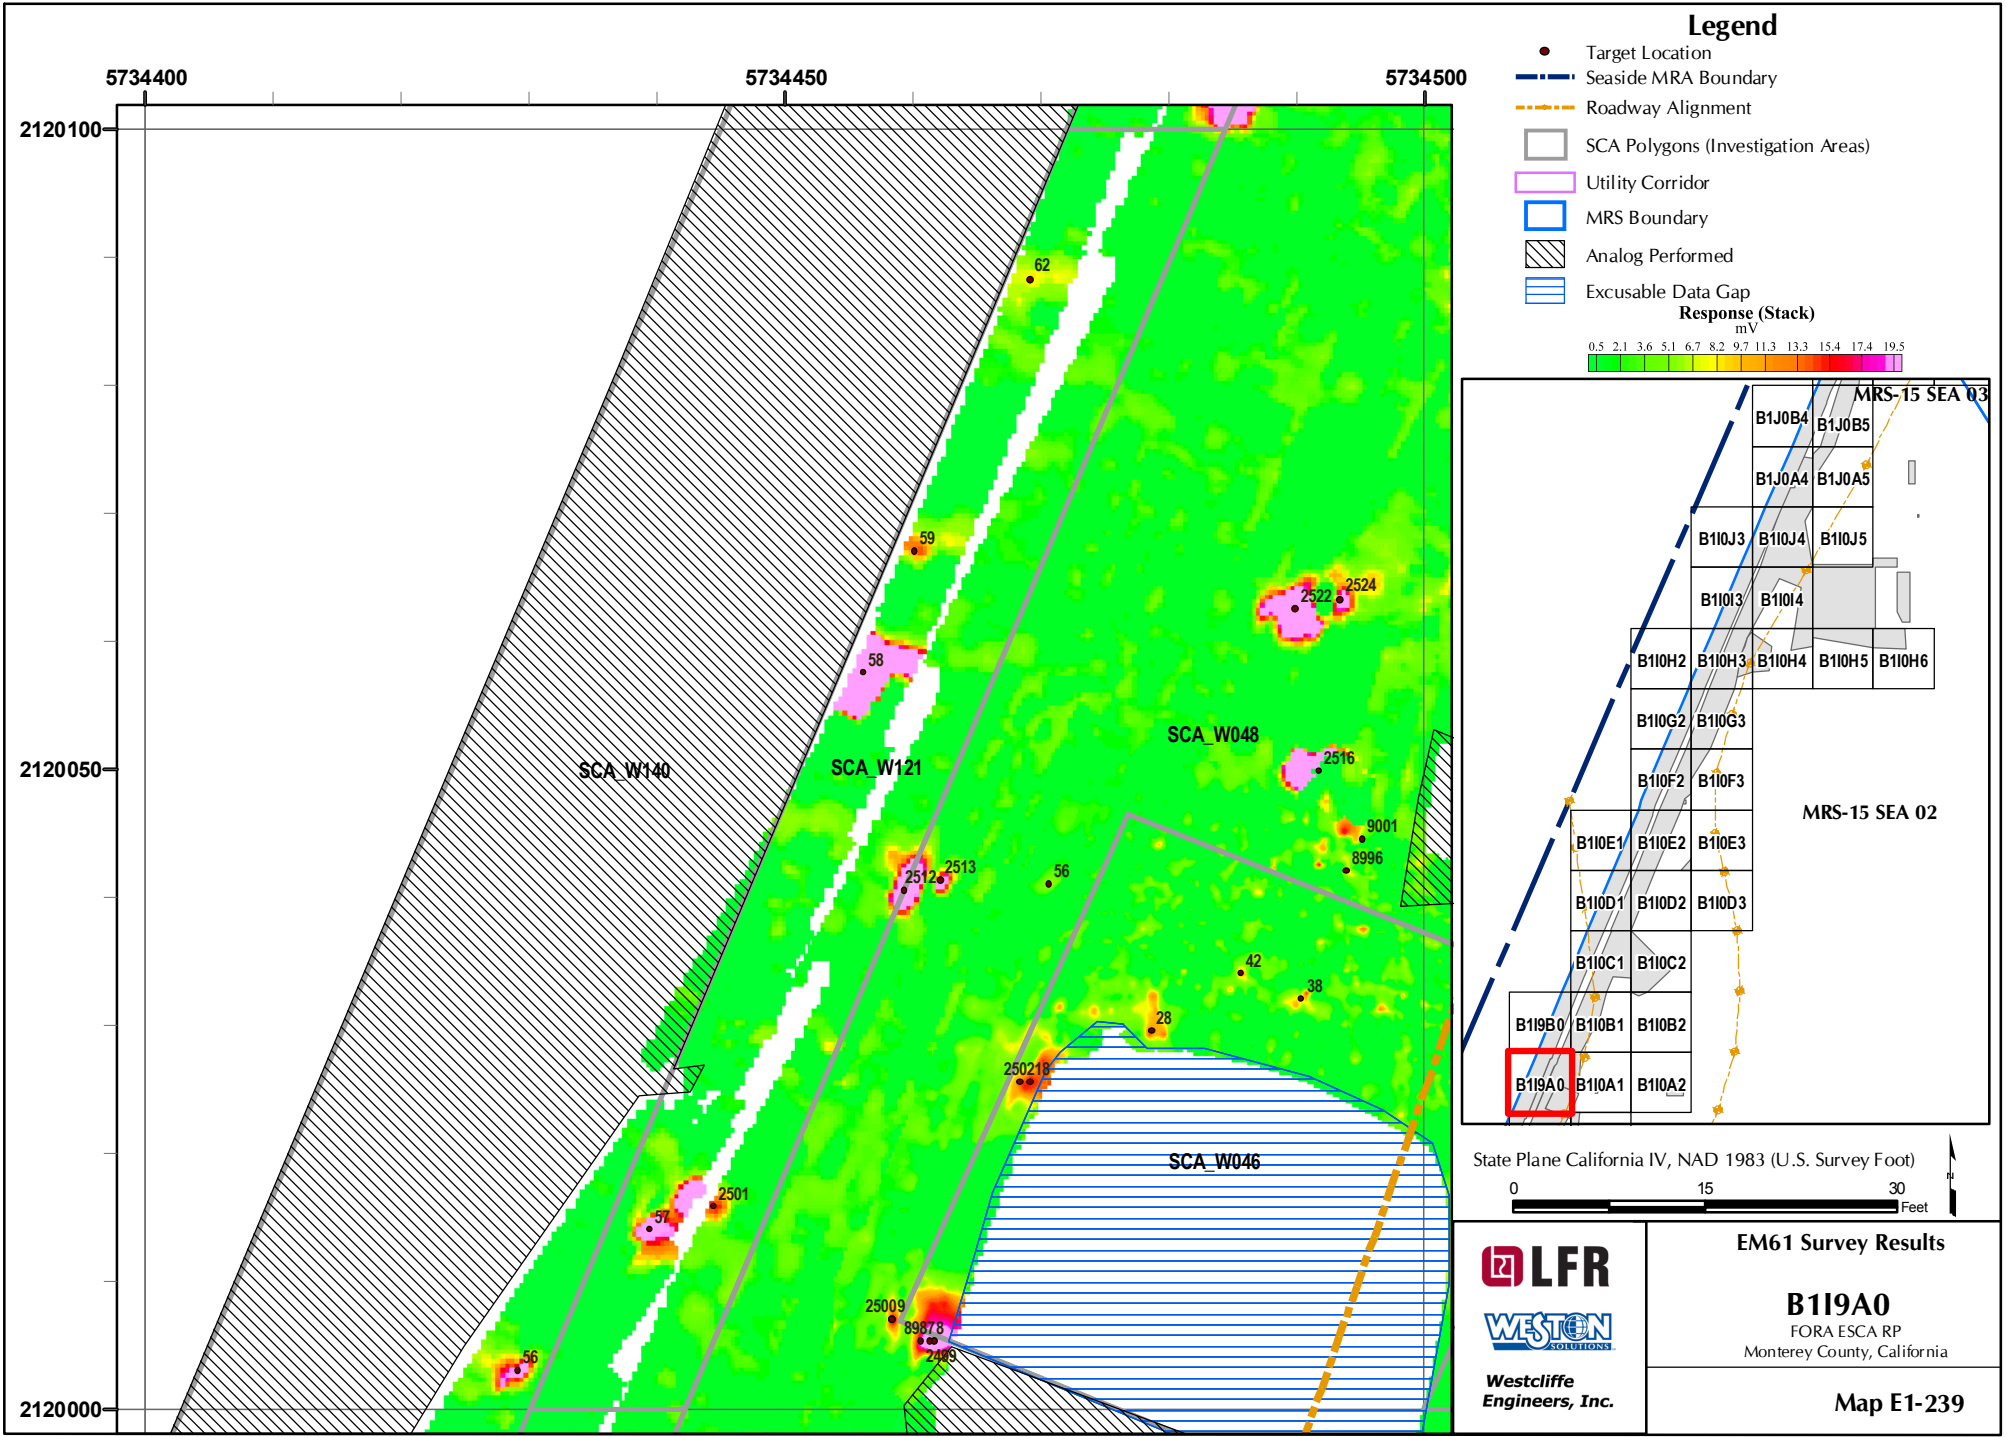 5734400
5734450
5734500
2120100
2120050
2120000
62
59
58
2522
2524
SCA_W048
SCA_W140
SCA_W121
2516
9001
8996
2512
2513
56
42
38
28
250218
SCA_W046
2501
57
25009
89878
2499
56
Legend
Target Location
Seaside MRA Boundary
Roadway Alignment
SCA Polygons (Investigation Areas)
Utility Corridor
MRS Boundary
Analog Performed
Excusable Data Gap
Response (Stack)
mV
0.5 2.1 3.6 5.1 6.7 8.2 9.7 11.3 13.3 15.4 17.4 19.5
MRS-15 SEA 03
B1J0B4 B1J0B5
B1J0A4 B1J0A5
B1I0J3 B1I0J4 B1I0J5
B1I0I3 B1I0I4
B1I0H2 B1I0H3 B1I0H4 B1I0H5 B1I0H6
B1I0G2 B1I0G3
B1I0F2 B1I0F3
MRS-15 SEA 02
B1I0E1 B1I0E2 B1I0E3
B1I0D1 B1I0D2 B1I0D3
B1I0C1 B1I0C2
B1I9B0 B1I0B1 B1I0B2
B1I9A0 B1I0A1 B1I0A2
State Plane California IV, NAD 1983 (U.S. Survey Foot)
0 15 30
Feet
N
LFR
WESTON
SOLUTIONS
Westcliffe
Engineers, Inc.
EM61 Survey Results
B1I9A0
FORA ESCA RP
Monterey County, California
Map E1-239